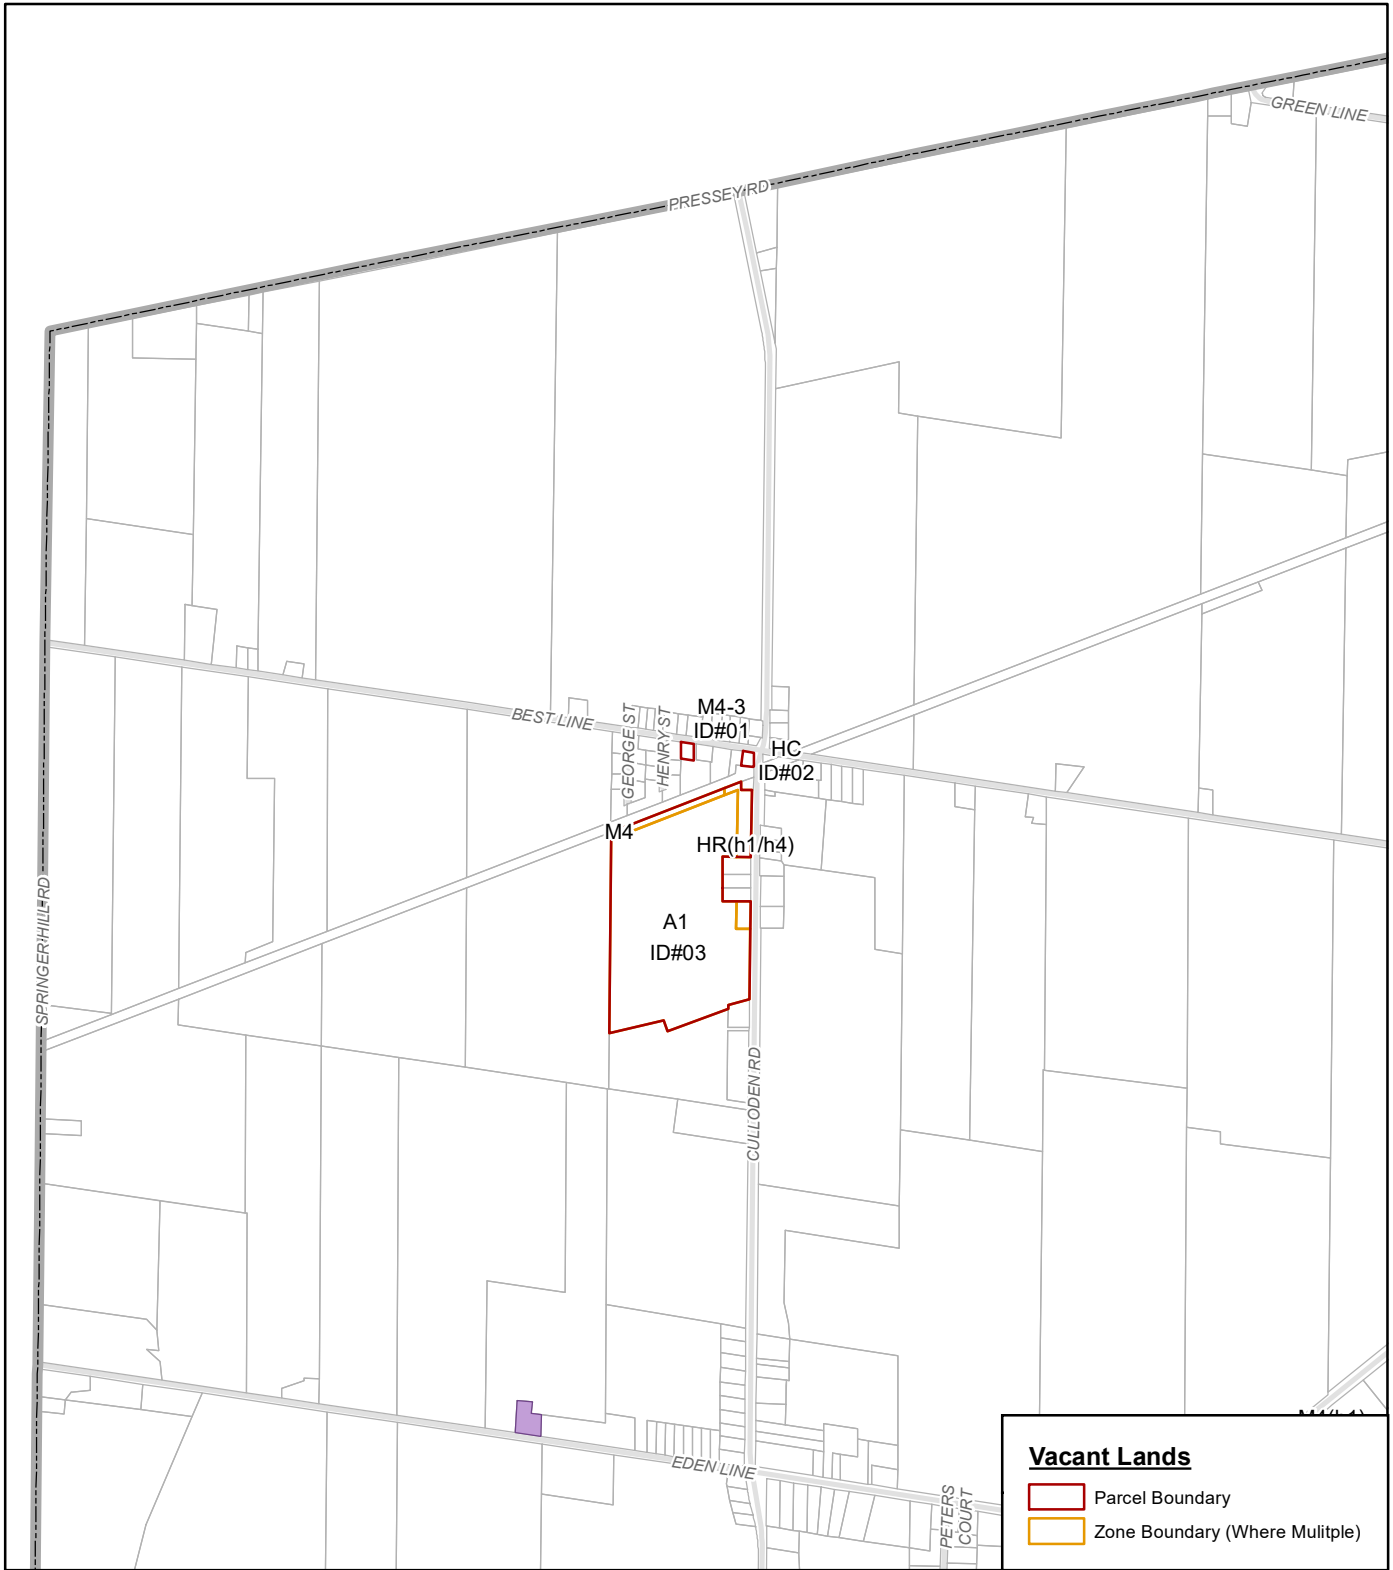 GREEN LINE
PRESSEY RD
M4-3
ID#01
BEST LINE
GEORGE ST
HENRY ST
HC
ID#02
M4
HR(h1/h4)
SPRINGER HILL RD
A1
ID#03
CULLODEN RD
EDEN LINE
PETERS
COURT
Vacant Lands
Parcel Boundary
Zone Boundary (Where Mulitple)